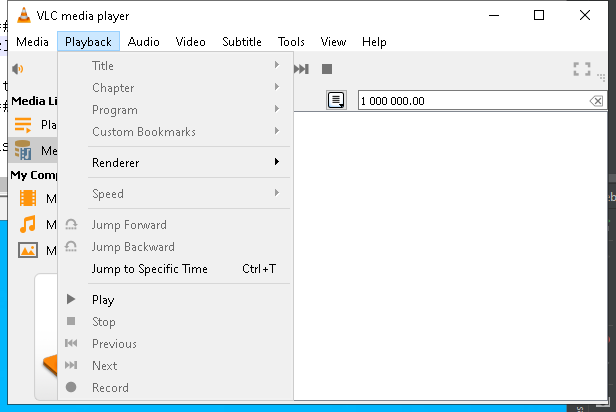 VLC media player
Media Playback Audio Video Subtitle Tools View Help
Title
Chapter
Program
Custom Bookmarks
Renderer
Speed
Jump Forward
Jump Backward
Jump to Specific Time Ctrl+T
Play
Stop
Previous
Next
Record
Media Li
Pla
Me
My Comp
M
M
M
1 000 000.00